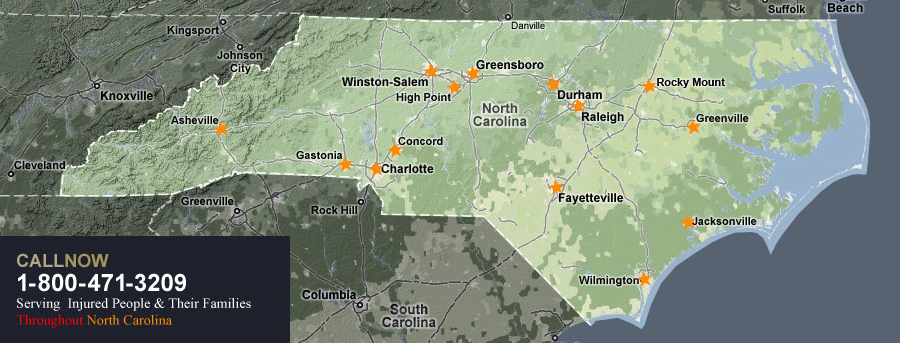 Suffolk
Beach
Kingsport
Danville
Johnson
City
Greensboro
Winston-Salem
High Point
Knoxville
Durham
Rocky Mount
North
Carolina
Raleigh
Greenville
Asheville
Concord
Gastonia
Charlotte
Cleveland
Greenville
Rock Hill
Fayetteville
Jacksonville
Wilmington
Columbia
South
Carolina
CALLNOW
1-800-471-3209
Serving Injured People & Their Families
Throughout North Carolina